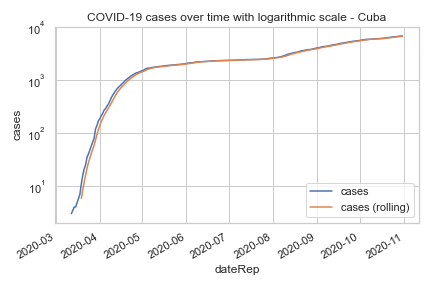 COVID-19 cases over time with logarithmic scale - Cuba
10^4
10^3
10^2
10^1
cases
2020-03
2020-04
2020-05
2020-06
2020-07
2020-08
2020-09
2020-10
2020-11
dateRep
cases
cases (rolling)